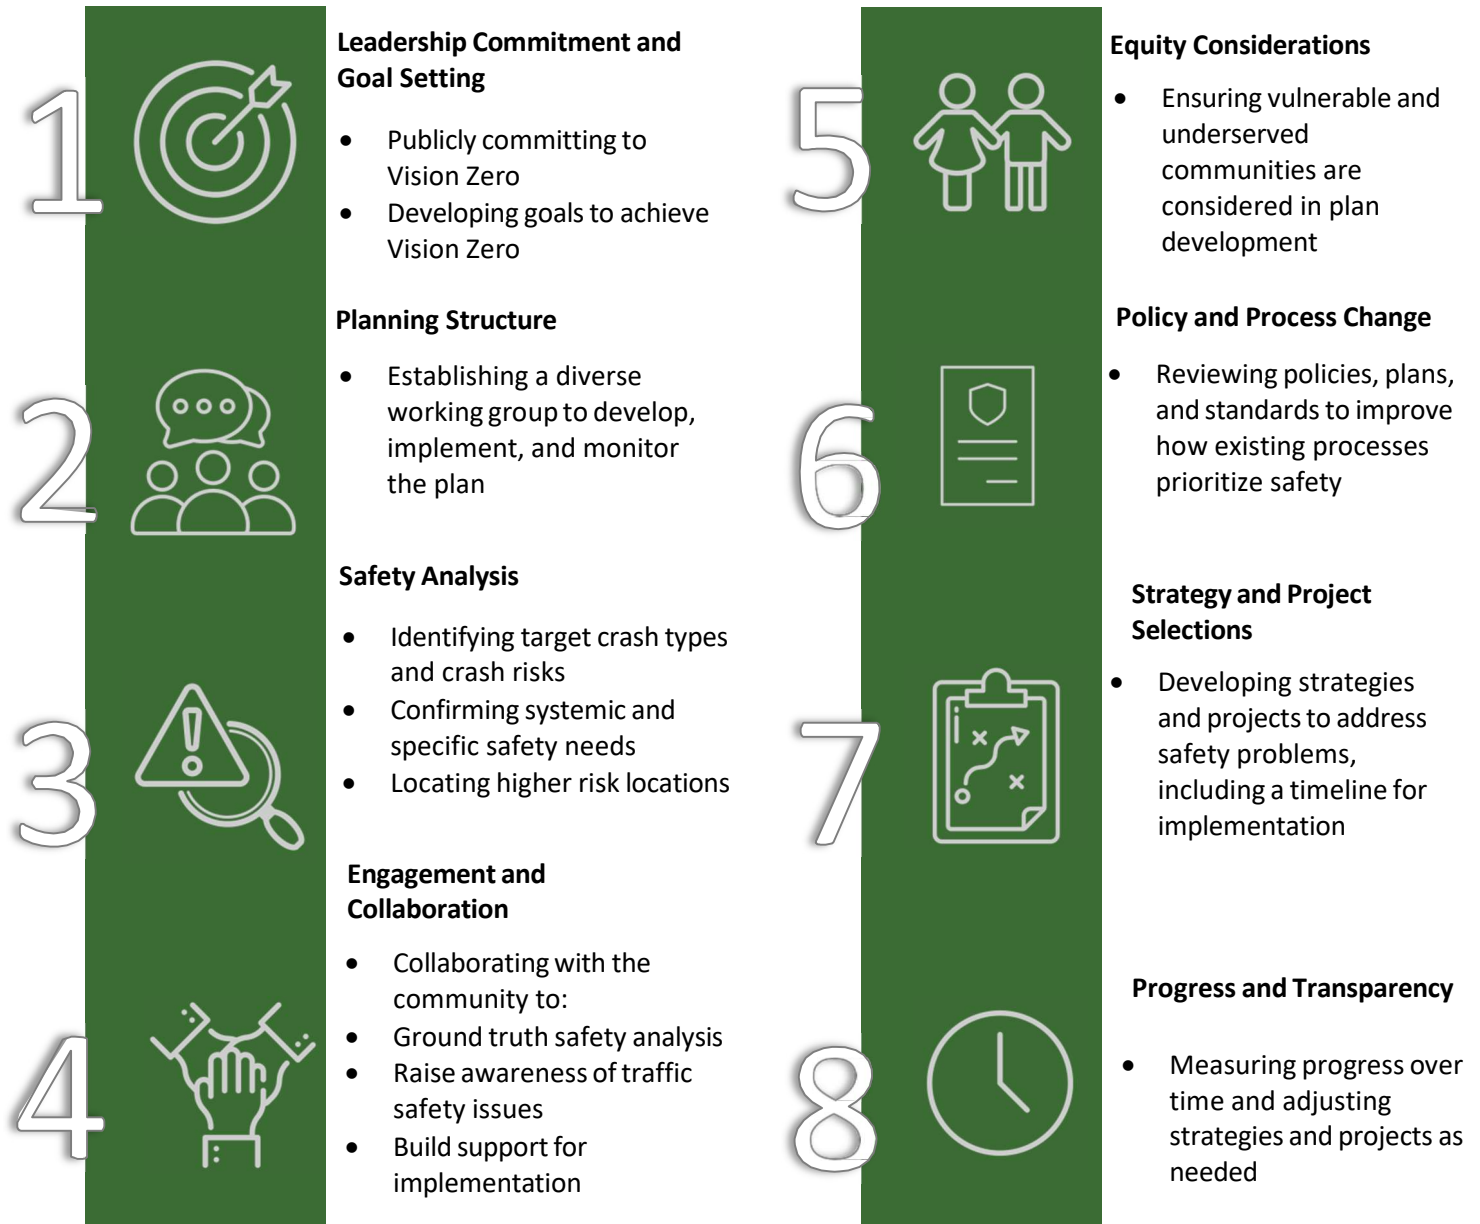 1
Leadership Commitment and
Goal Setting
• Publicly committing to
Vision Zero
• Developing goals to achieve
Vision Zero
2
Planning Structure
• Establishing a diverse
working group to develop,
implement, and monitor
the plan
3
Safety Analysis
• Identifying target crash types
and crash risks
• Confirming systemic and
specific safety needs
• Locating higher risk locations
4
Engagement and
Collaboration
• Collaborating with the
community to:
• Ground truth safety analysis
• Raise awareness of traffic
safety issues
• Build support for
implementation
5
Equity Considerations
• Ensuring vulnerable and
underserved
communities are
considered in plan
development
6
Policy and Process Change
• Reviewing policies, plans,
and standards to improve
how existing processes
prioritize safety
7
Strategy and Project
Selections
• Developing strategies
and projects to address
safety problems,
including a timeline for
implementation
8
Progress and Transparency
• Measuring progress over
time and adjusting
strategies and projects as
needed